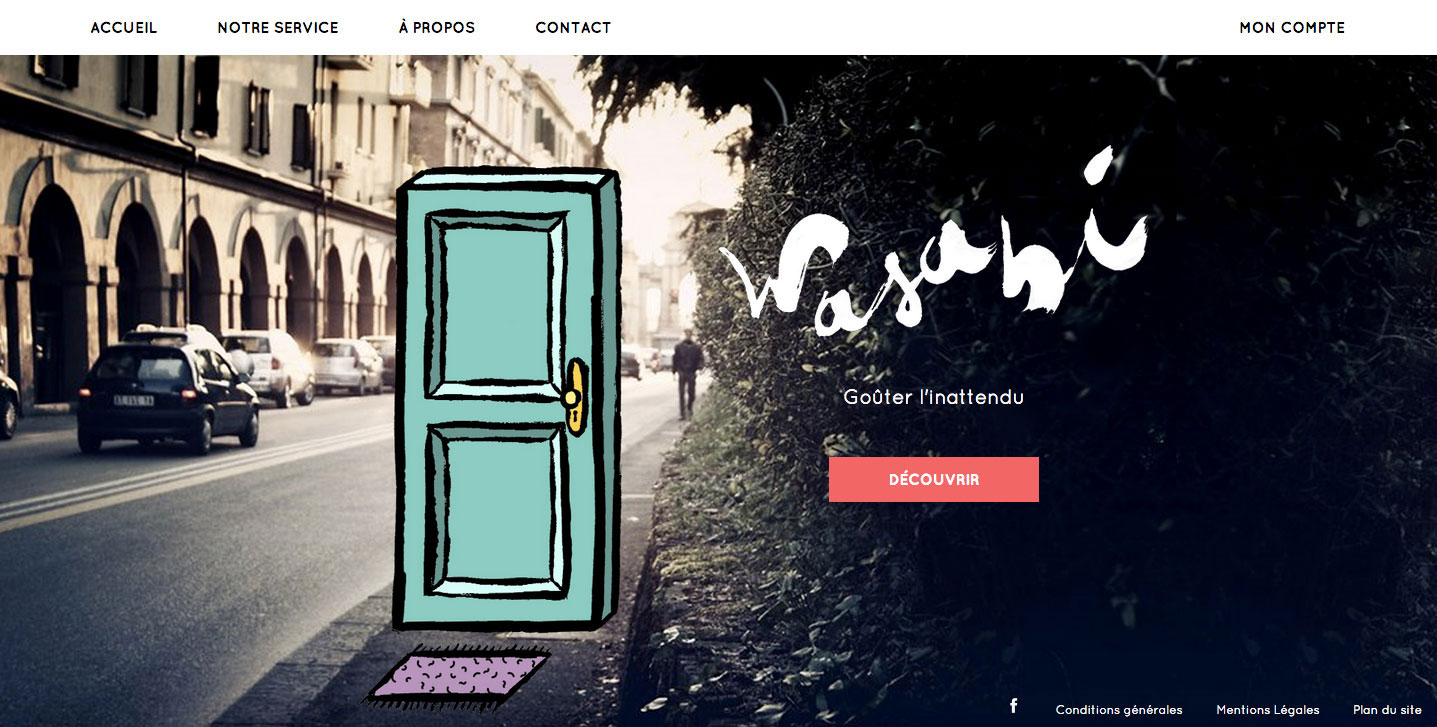 ACCUEIL
NOTRE SERVICE
À PROPOS
CONTACT
MON COMPTE
Wasabi
Goûter l'inattendu
DÉCOUVRIR
f
Conditions générales
Mentions Légales
Plan du site